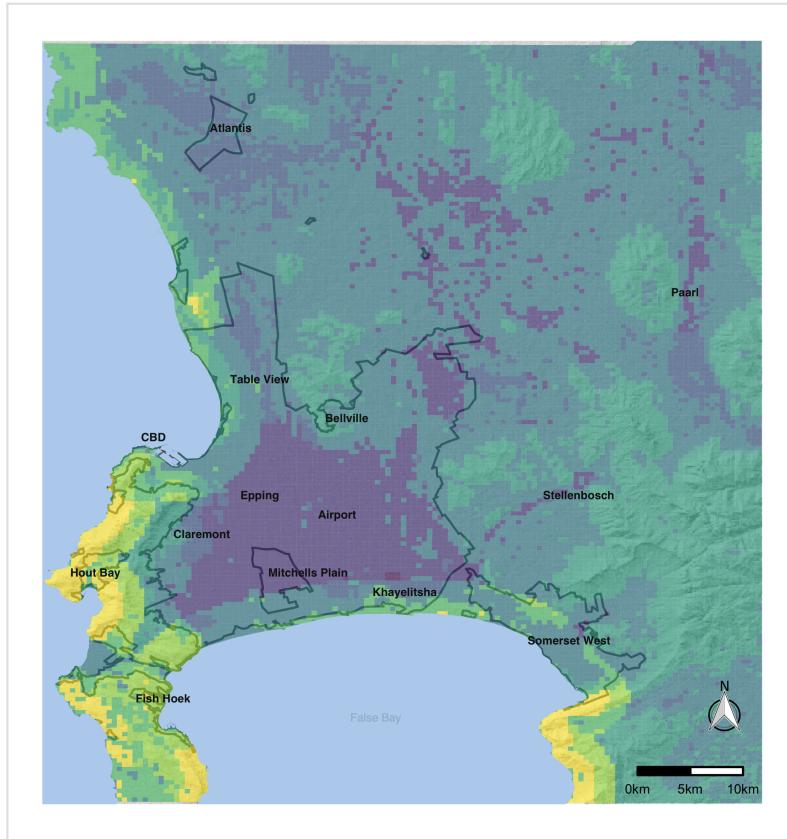 Atlantis
Paarl
Table View
Bellville
CBD
Epping
Stellenbosch
Airport
Claremont
Hout Bay
Mitchells Plain
Khayelitsha
Somerset West
Fish Hoek
False Bay
N
0km 5km 10km